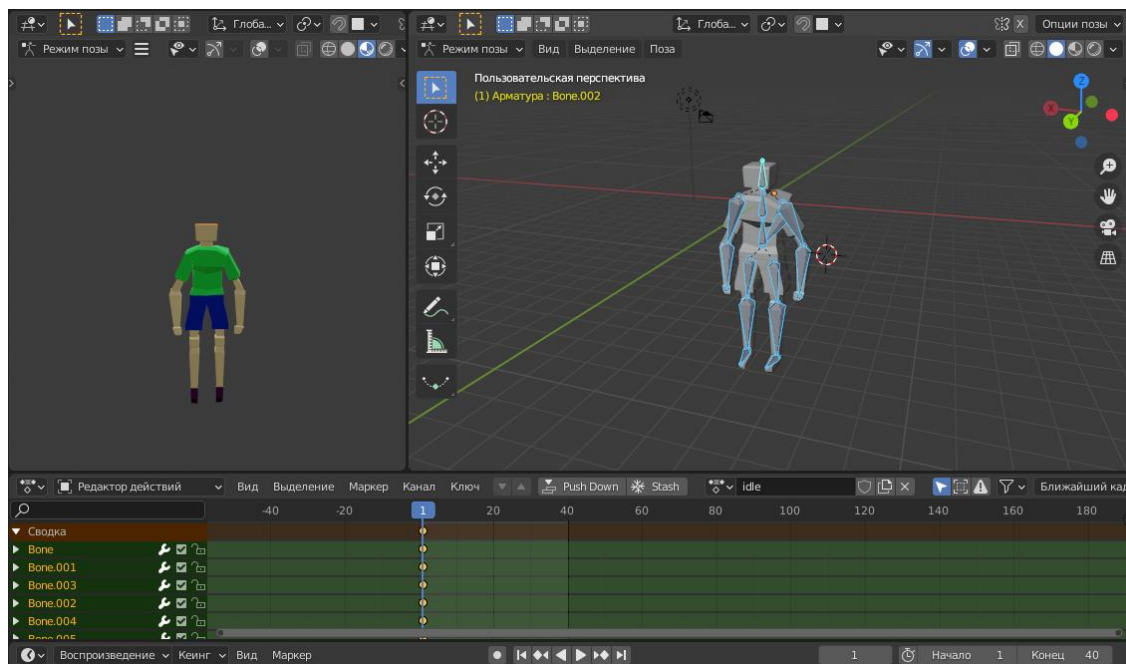 Глоба...
Глоба...
Опции позы
Режим позы
Режим позы Вид Выделение Поза
Пользовательская перспектива
(1) Арматура : Bone.002
Z
X
Y
Редактор действий Вид Выделение Маркер Канал Ключ Push Down Stash idle Ближайший кад
-40 -20 1 20 40 60 80 100 120 140 160 180
Сводка
Bone
Bone.001
Bone.003
Bone.002
Bone.004
Bone.005
Воспроизведение Кеинг Вид Маркер 1 Начало 1 Конец 40